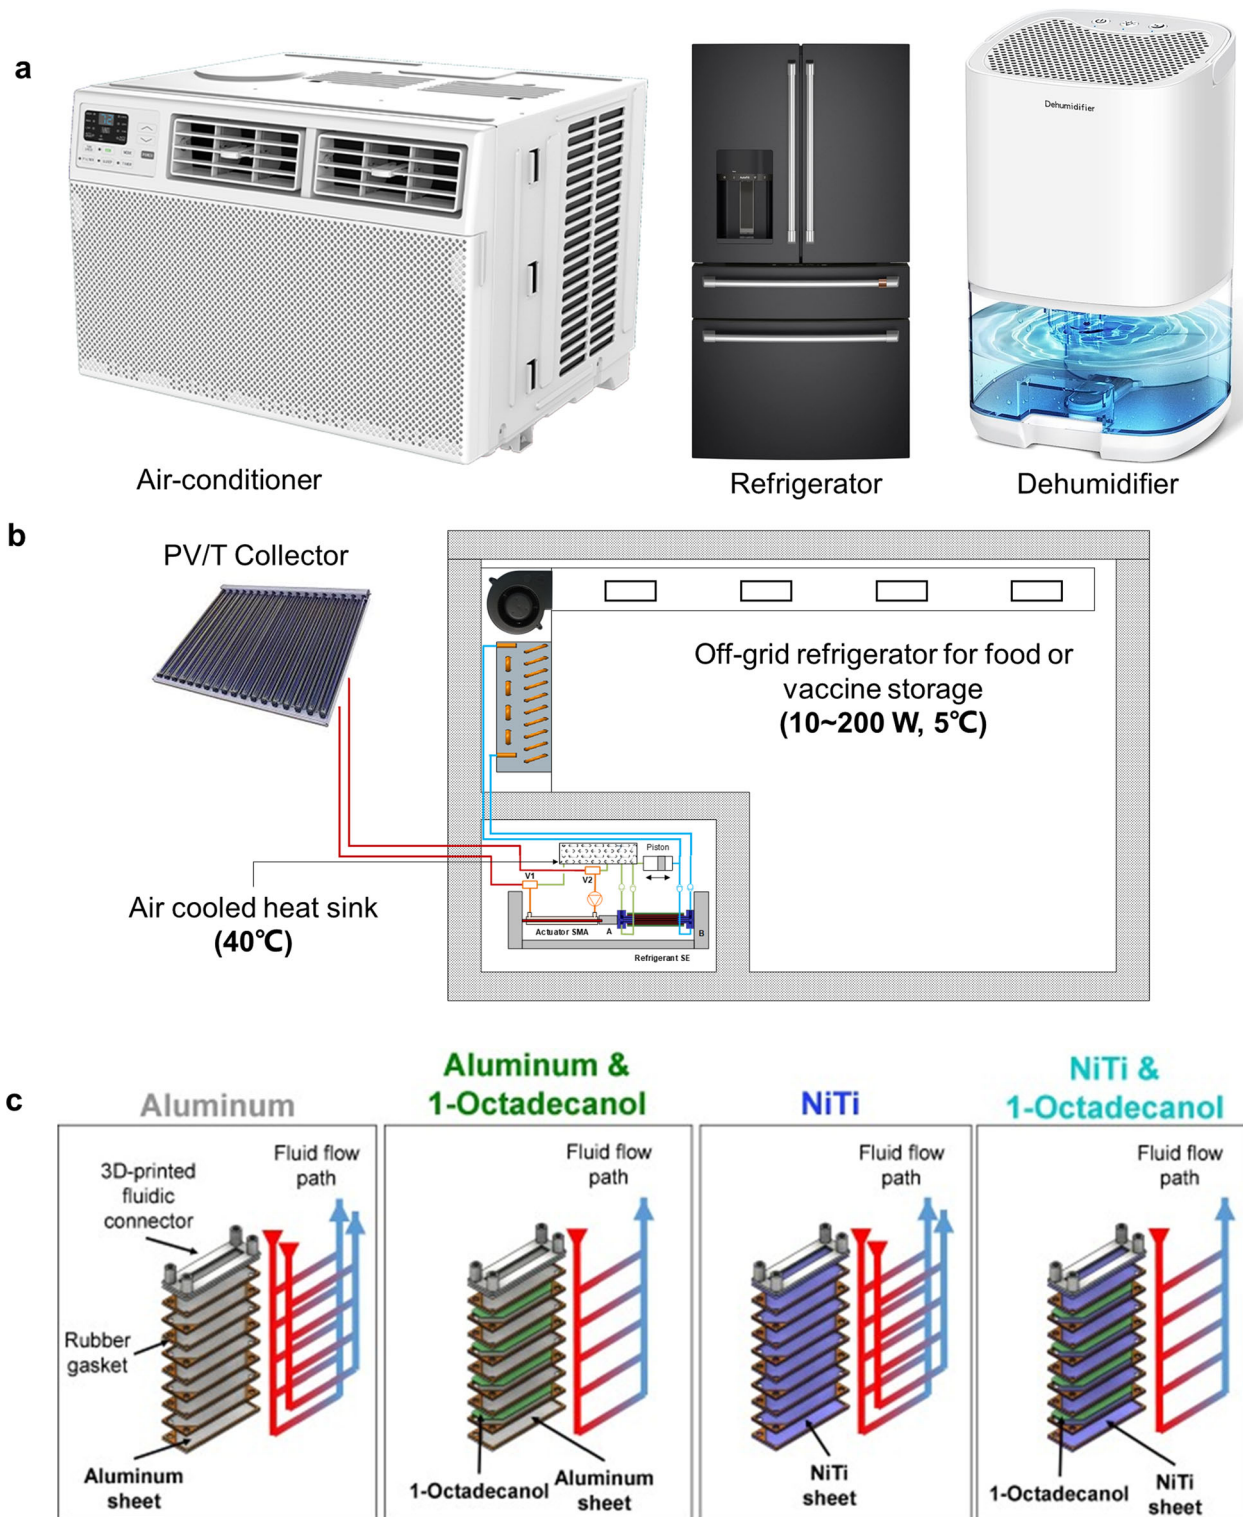 a
Dehumidifier
Air-conditioner
Refrigerator
Dehumidifier
b
PV/T Collector
Off-grid refrigerator for food or
vaccine storage
(10~200 W, 5℃)
Piston
V1
V2
Air cooled heat sink
(40℃)
Actuator SMA
A
B
Refrigerant SE
c
Aluminum
Aluminum &
1-Octadecanol
NiTi
NiTi &
1-Octadecanol
3D-printed
fluidic
connector
Fluid flow
path
Rubber
gasket
Aluminum
sheet
Fluid flow
path
1-Octadecanol
Aluminum
sheet
Fluid flow
path
NiTi
sheet
Fluid flow
path
1-Octadecanol
NiTi
sheet